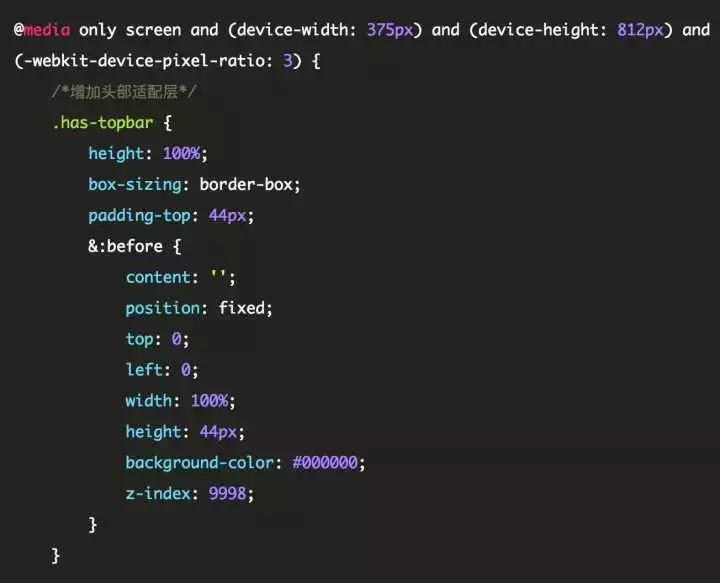 @media only screen and (device-width: 375px) and (device-height: 812px) and
(-webkit-device-pixel-ratio: 3) {
    /*增加头部适配层*/
    .has-topbar {
        height: 100%;
        box-sizing: border-box;
        padding-top: 44px;
        &:before {
            content: '';
            position: fixed;
            top: 0;
            left: 0;
            width: 100%;
            height: 44px;
            background-color: #000000;
            z-index: 9998;
        }
    }